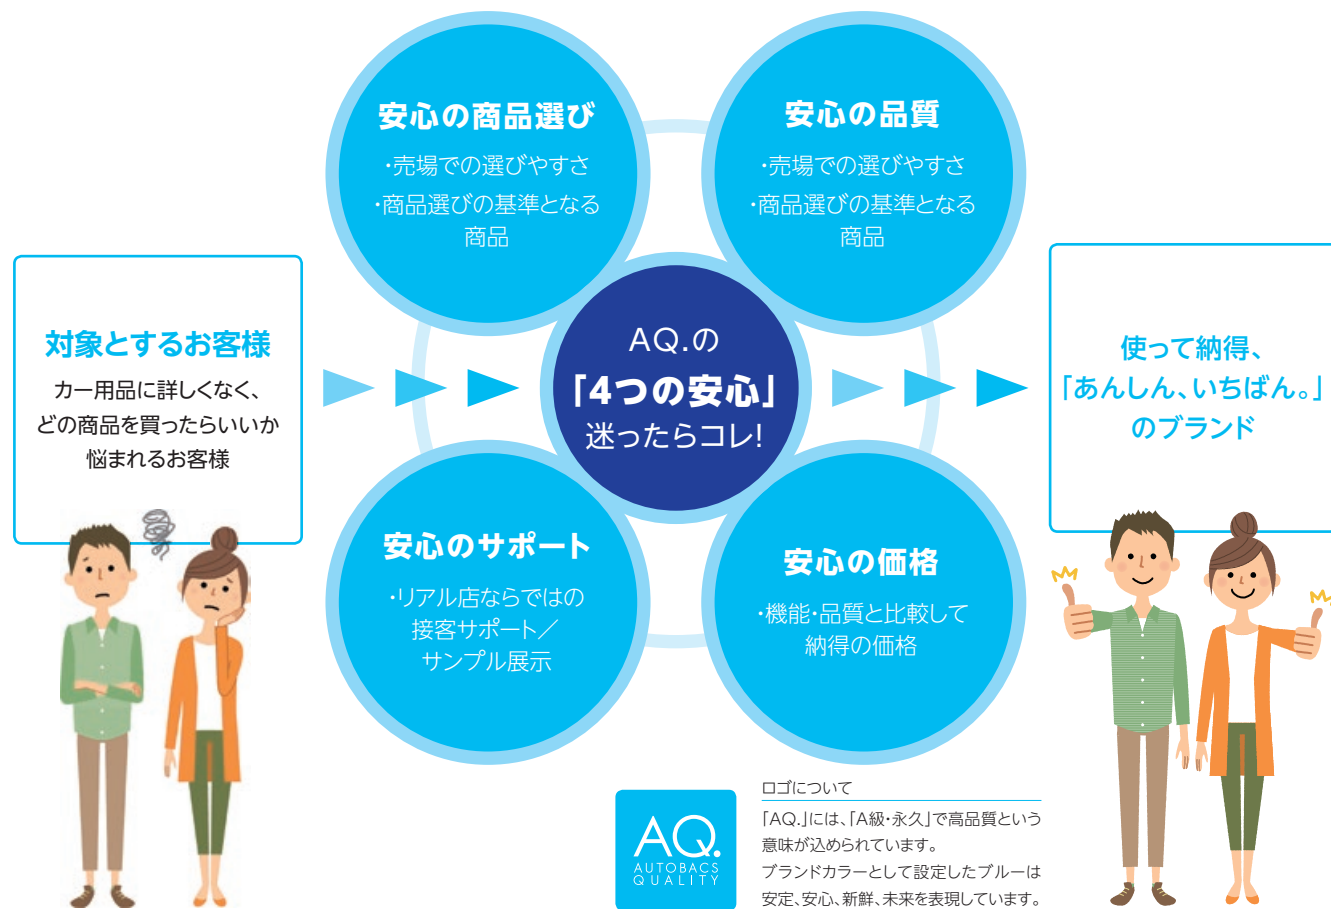 安心の商品選び
・売場での選びやすさ
・商品選びの基準となる
商品
安心の品質
・売場での選びやすさ
・商品選びの基準となる
商品
対象とするお客様
カー用品に詳しくなく、
どの商品を買ったらいいか
悩まれるお客様
AQ.の
「4つの安心」
迷ったらコレ!
使って納得、
「あんしん、いちばん。」
のブランド
安心のサポート
・リアル店ならではの
接客サポート／
サンプル展示
安心の価格
・機能・品質と比較して
納得の価格
AQ.
AUTOBACS
QUALITY
ロゴについて
「AQ.」には、「A級・永久」で高品質という
意味が込められています。
ブランドカラーとして設定したブルーは
安定、安心、新鮮、未来を表現しています。